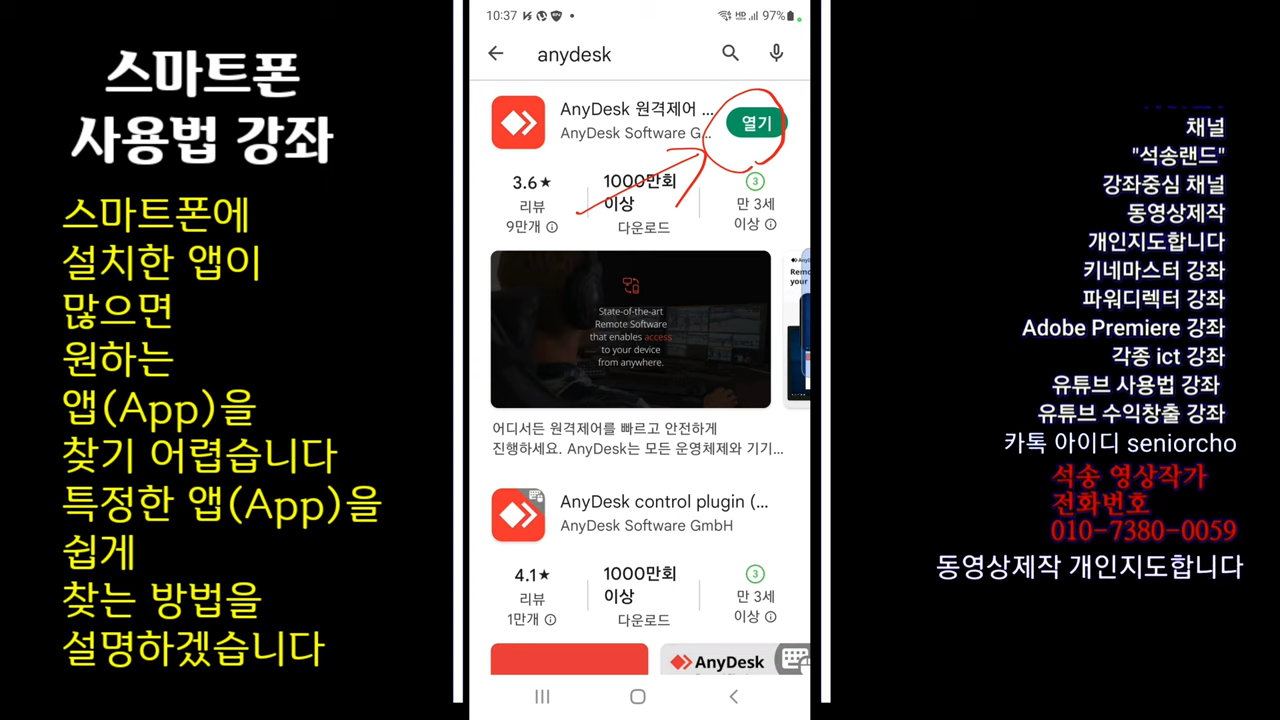 스마트폰
사용법 강좌
스마트폰에
설치한 앱이
많으면
원하는
앱(App)을
찾기 어렵습니다
특정한 앱(App)을
쉽게
찾는 방법을
설명하겠습니다
10:37
HD
97%
anydesk
AnyDesk 원격제어 ...
AnyDesk Software G...
열기
3.6★
리뷰
9만개
1000만회
이상
다운로드
3
만 3세
이상
State-of-the-art
Remote Software
that enables access
to your device
from anywhere.
Remo
your
어디서든 원격제어를 빠르고 안전하게
진행하세요. AnyDesk는 모든 운영체제와 기기...
AnyDesk control plugin (...
AnyDesk Software GmbH
4.1★
리뷰
1만개
1000만회
이상
다운로드
3
만 3세
이상
AnyDesk
채널
"석송랜드"
강좌중심 채널
동영상제작
개인지도합니다
키네마스터 강좌
파워디렉터 강좌
Adobe Premiere 강좌
각종 ict 강좌
유튜브 사용법 강좌
유튜브 수익창출 강좌
카톡 아이디 seniorcho
석송 영상작가
전화번호
010-7380-0059
동영상제작 개인지도합니다